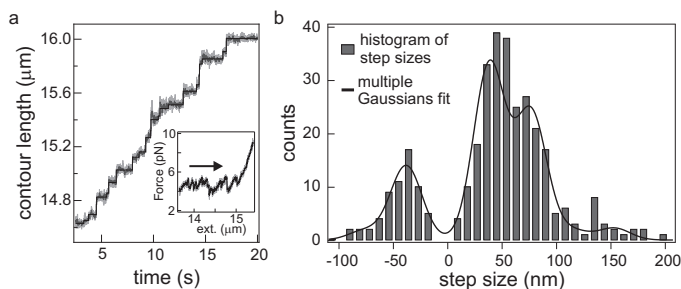 a
16.0
15.6
15.2
14.8
contour length (μm)
5
10
15
20
time (s)
10
8
6
4
2
Force (pN)
14
15
ext. (μm)
b
40
30
20
10
0
counts
histogram of
step sizes
multiple
Gaussians fit
-100
-50
0
50
100
150
200
step size (nm)